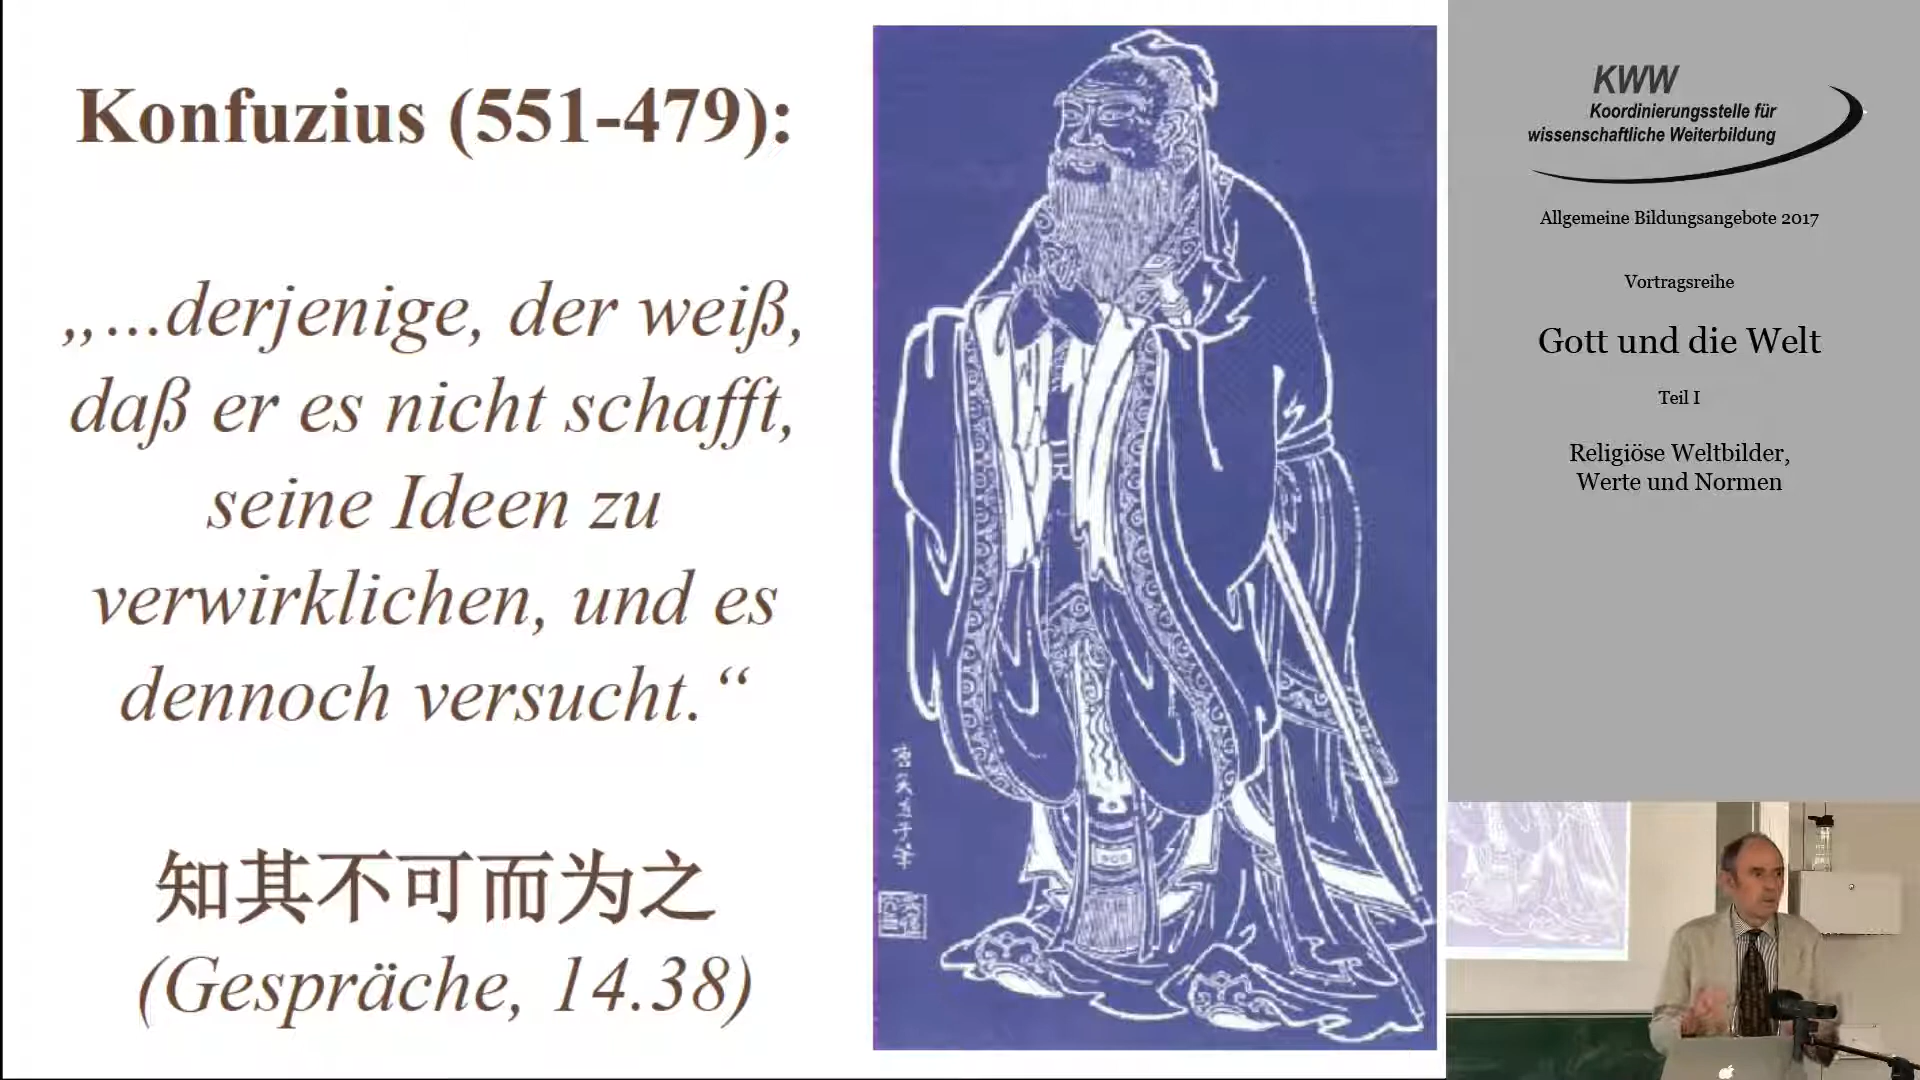 Konfuzius (551-479):
„…derjenige, der weiß,
daß er es nicht schafft,
seine Ideen zu
verwirklichen, und es
dennoch versucht.“
知其不可而为之
(Gespräche, 14.38)
KWW
Koordinierungsstelle für
wissenschaftliche Weiterbildung
Allgemeine Bildungsangebote 2017
Vortragsreihe
Gott und die Welt
Teil I
Religiöse Weltbilder,
Werte und Normen